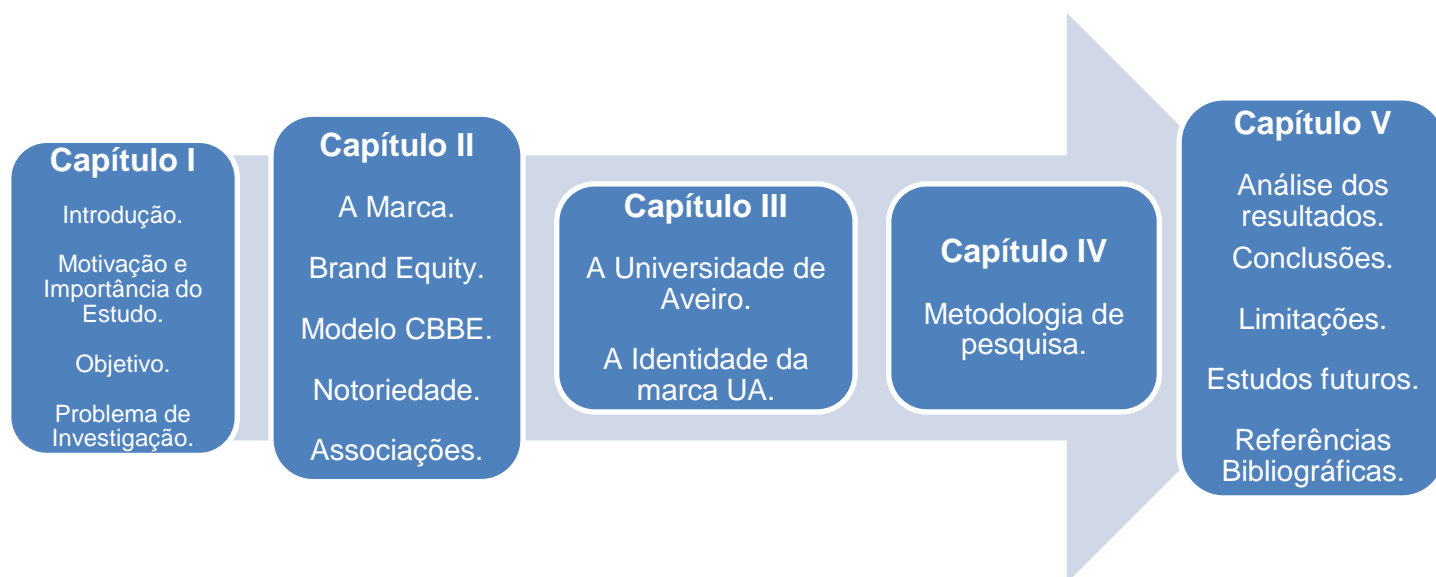 Capítulo I
Introdução.
Motivação e
Importância do
Estudo.
Objetivo.
Problema de
Investigação.
Capítulo II
A Marca.
Brand Equity.
Modelo CBBE.
Notoriedade.
Associações.
Capítulo III
A Universidade de
Aveiro.
A Identidade da
marca UA.
Capítulo IV
Metodologia de
pesquisa.
Capítulo V
Análise dos
resultados.
Conclusões.
Limitações.
Estudos futuros.
Referências
Bibliográficas.